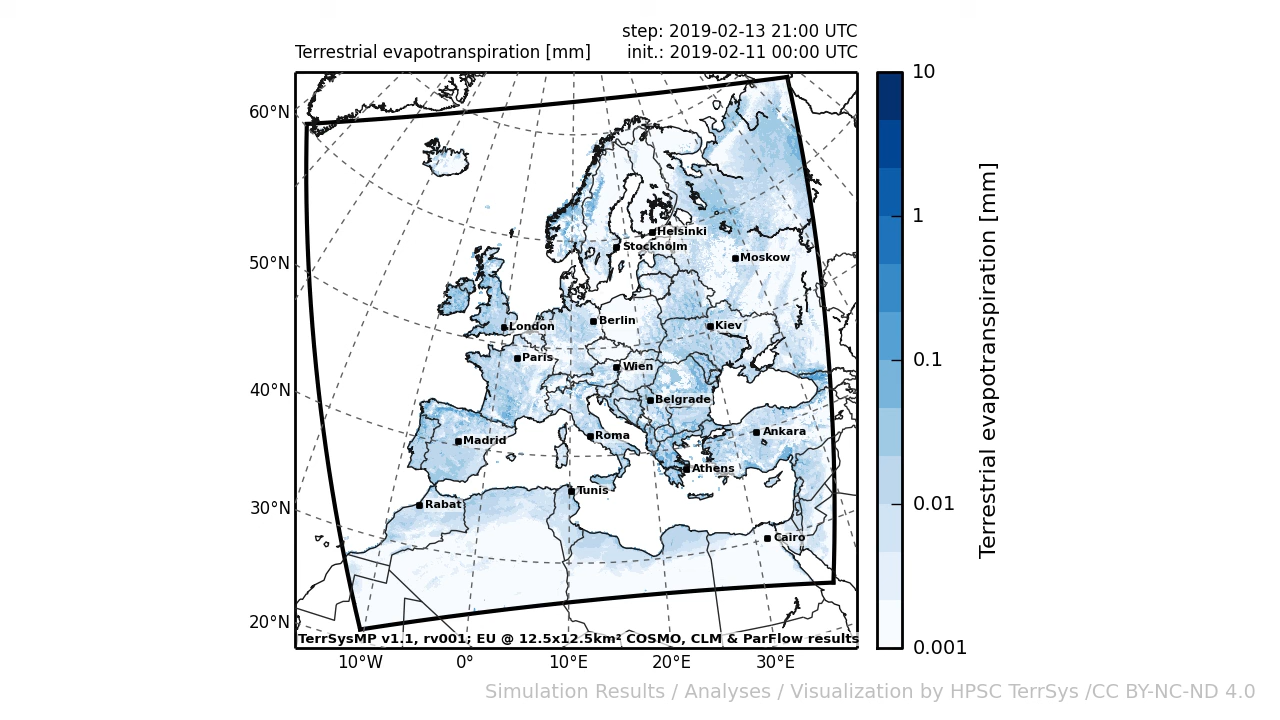 step: 2019-02-13 21:00 UTC
Terrestrial evapotranspiration [mm] init.: 2019-02-11 00:00 UTC
60°N
50°N
40°N
30°N
20°N
10°W
0°
10°E
20°E
30°E
Helsinki
Stockholm
Moskow
London
Berlin
Kiev
Paris
Wien
Belgrade
Madrid
Roma
Ankara
Athens
Tunis
Rabat
Cairo
TerrSysMP v1.1, rv001; EU @ 12.5x12.5km² COSMO, CLM & ParFlow results
10
1
0.1
0.01
0.001
Terrestrial evapotranspiration [mm]
Simulation Results / Analyses / Visualization by HPSC TerrSys /CC BY-NC-ND 4.0